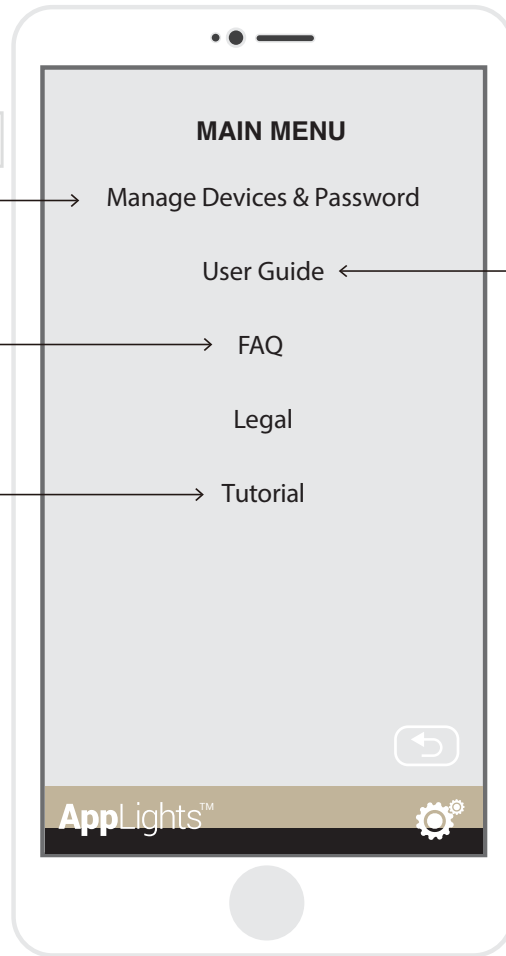 MAIN MENU
Manage Devices & Password
User Guide
FAQ
Legal
Tutorial
AppLights™